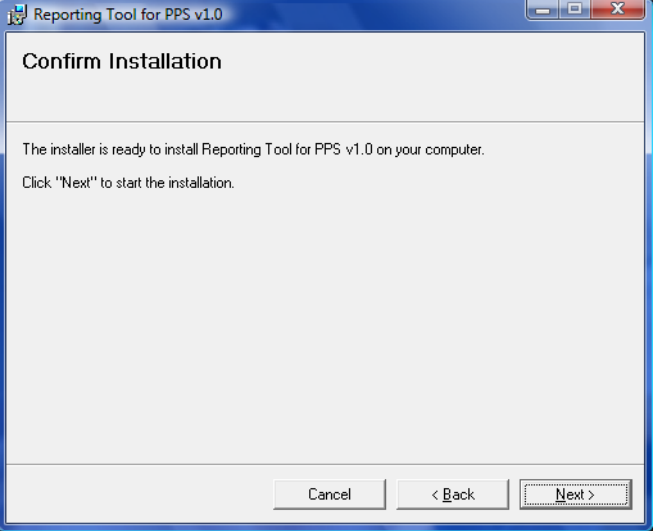 Reporting Tool for PPS v1.0
Confirm Installation
The installer is ready to install Reporting Tool for PPS v1.0 on your computer.
Click "Next" to start the installation.
Cancel
< Back
Next >